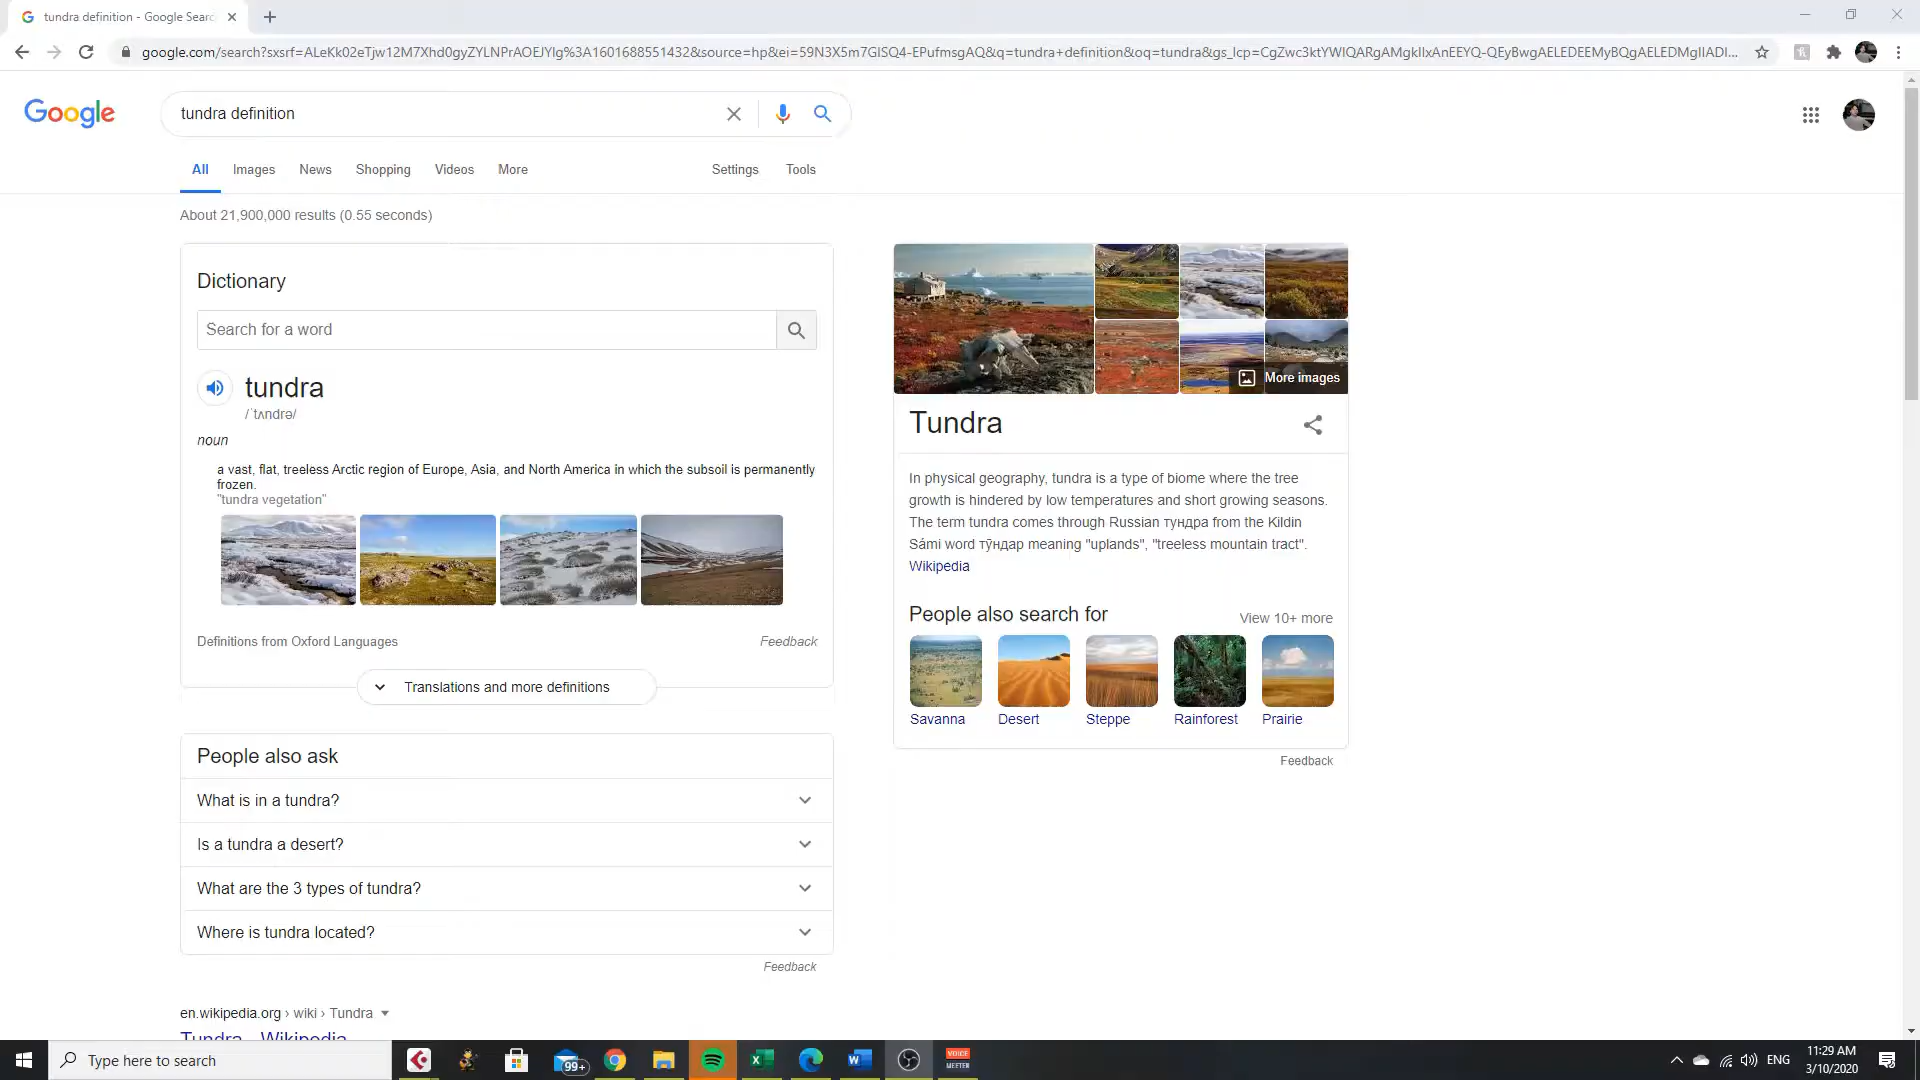 tundra definition - Google Searc
google.com/search?sxsrf=ALeKk02eTjw12M7Xhd0gyZYLNPrAOEJYlg%3A1601688551432&source=hp&ei=59N3X5m7GISQ4-EPufmsgAQ&q=tundra+definition&oq=tundra&gs_lcp=CgZwc3ktYWIQARgAMgkIIxAnEEYQ-QEyBwgAELEDEEMyBQgAELEDMgIIADI...
Google
tundra definition
All Images News Shopping Videos More Settings Tools
About 21,900,000 results (0.55 seconds)
Dictionary
Search for a word
tundra
/ˈtʌndrə/
noun
a vast, flat, treeless Arctic region of Europe, Asia, and North America in which the subsoil is permanently
frozen.
"tundra vegetation"
Definitions from Oxford Languages
Feedback
Translations and more definitions
People also ask
What is in a tundra?
Is a tundra a desert?
What are the 3 types of tundra?
Where is tundra located?
Feedback
en.wikipedia.org › wiki › Tundra
Tundra - Wikipedia
More images
Tundra
In physical geography, tundra is a type of biome where the tree
growth is hindered by low temperatures and short growing seasons.
The term tundra comes through Russian тундра from the Kildin
Sámi word тӯндар meaning "uplands", "treeless mountain tract".
Wikipedia
People also search for
View 10+ more
Savanna Desert Steppe Rainforest Prairie
Feedback
Type here to search
99+
VOICE
MEETER
ENG
11:29 AM
3/10/2020